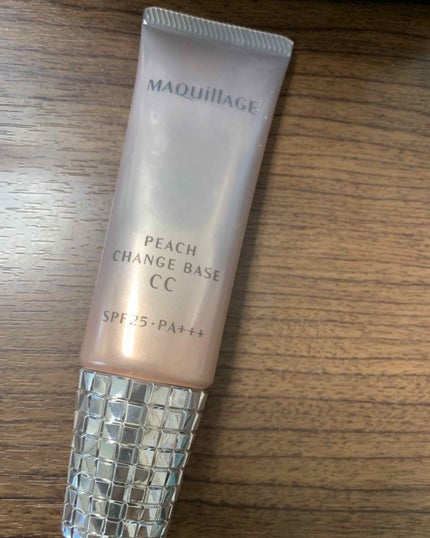 MAQuillAGE
PEACH
CHANGE BASE
CC
SPF25・PA+++